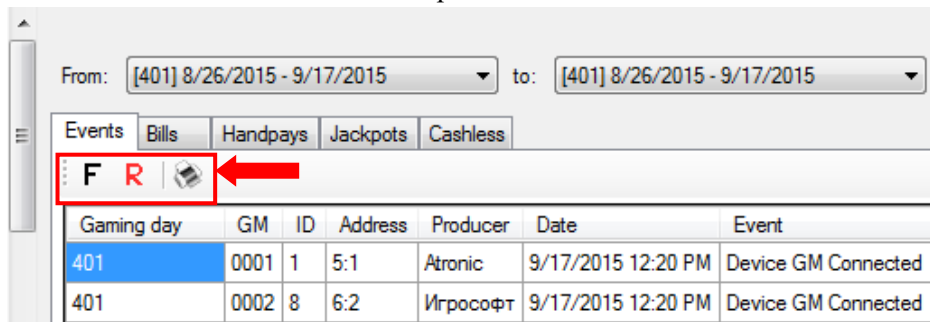 From: [401] 8/26/2015 - 9/17/2015 to: [401] 8/26/2015 - 9/17/2015
Events Bills Handpays Jackpots Cashless
F R
Gaming day GM ID Address Producer Date Event
401 0001 1 5:1 Atronic 9/17/2015 12:20 PM Device GM Connected
401 0002 8 6:2 Игрософт 9/17/2015 12:20 PM Device GM Connected